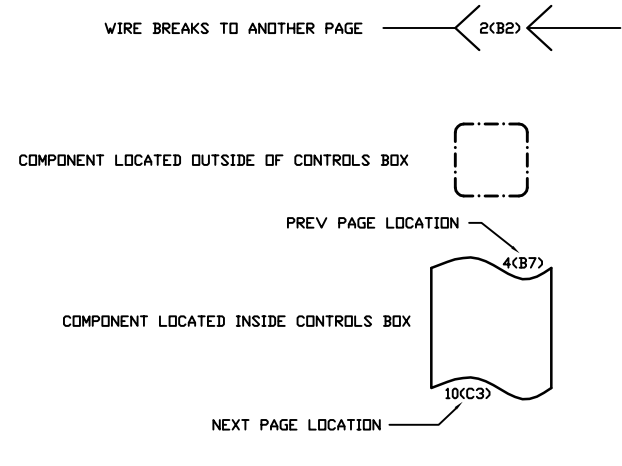 WIRE BREAKS TO ANOTHER PAGE 2(B2)
COMPONENT LOCATED OUTSIDE OF CONTROLS BOX
PREV PAGE LOCATION
4(B7)
COMPONENT LOCATED INSIDE CONTROLS BOX
10(C3)
NEXT PAGE LOCATION